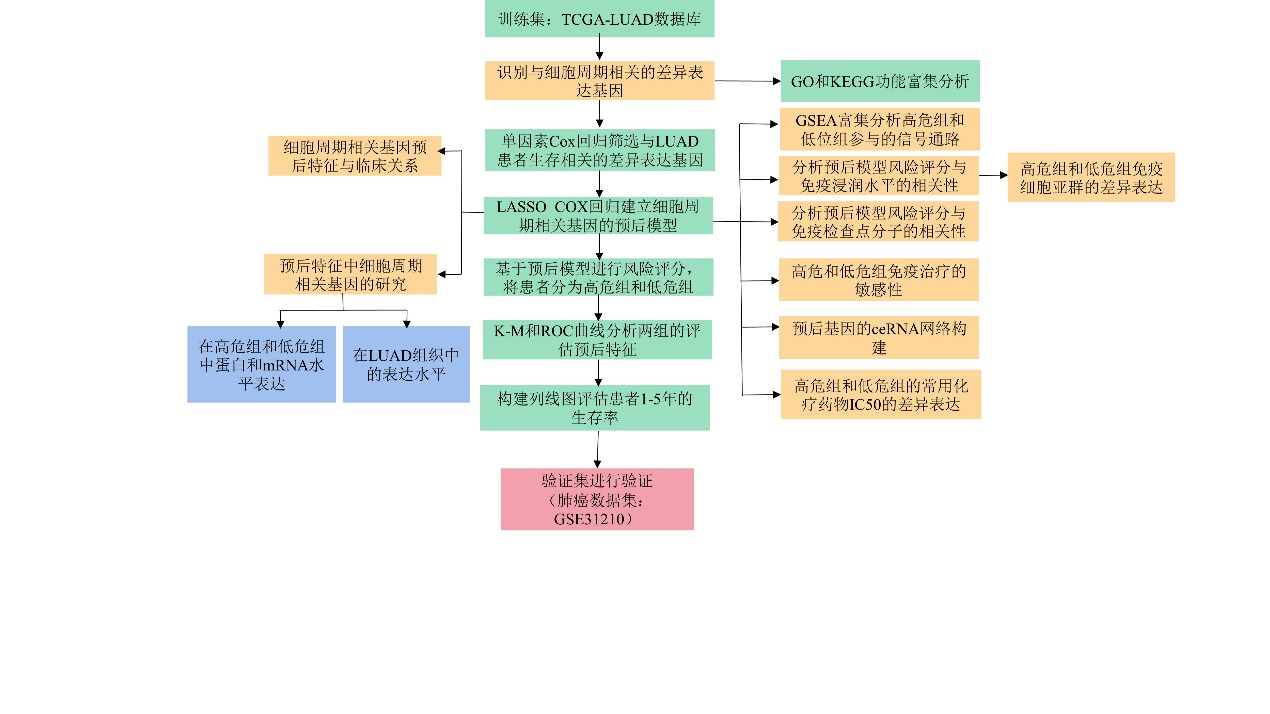 训练集：TCGA-LUAD数据库
识别与细胞周期相关的差异表
达基因
GO和KEGG功能富集分析
单因素Cox回归筛选与LUAD
患者生存相关的差异表达基因
LASSO COX回归建立细胞周
期相关基因的预后模型
基于预后模型进行风险评分，
将患者分为高危组和低危组
K-M和ROC曲线分析两组的评
估预后特征
构建列线图评估患者1-5年的
生存率
验证集进行验证
（肺癌数据集：
GSE31210）
细胞周期相关基因预
后特征与临床关系
预后特征中细胞周期
相关基因的研究
在高危组和低危组
中蛋白和mRNA水
平表达
在LUAD组织中
的表达水平
GSEA富集分析高危组和
低位组参与的信号通路
分析预后模型风险评分与
免疫浸润水平的相关性
高危组和低危组免疫
细胞亚群的差异表达
分析预后模型风险评分与
免疫检查点分子的相关性
高危和低危组免疫治疗的
敏感性
预后基因的ceRNA网络构
建
高危组和低危组的常用化
疗药物IC50的差异表达